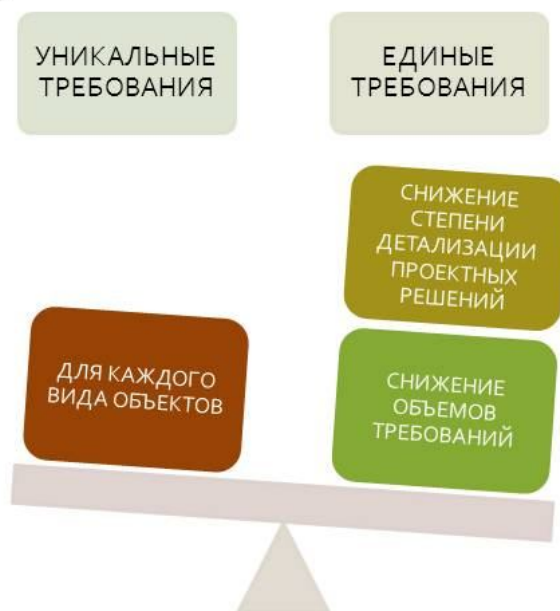 УНИКАЛЬНЫЕ
ТРЕБОВАНИЯ
ЕДИНЫЕ
ТРЕБОВАНИЯ
СНИЖЕНИЕ
СТЕПЕНИ
ДЕТАЛИЗАЦИИ
ПРОЕКТНЫХ
РЕШЕНИЙ
ДЛЯ КАЖДОГО
ВИДА ОБЪЕКТОВ
СНИЖЕНИЕ
ОБЪЕМОВ
ТРЕБОВАНИЙ